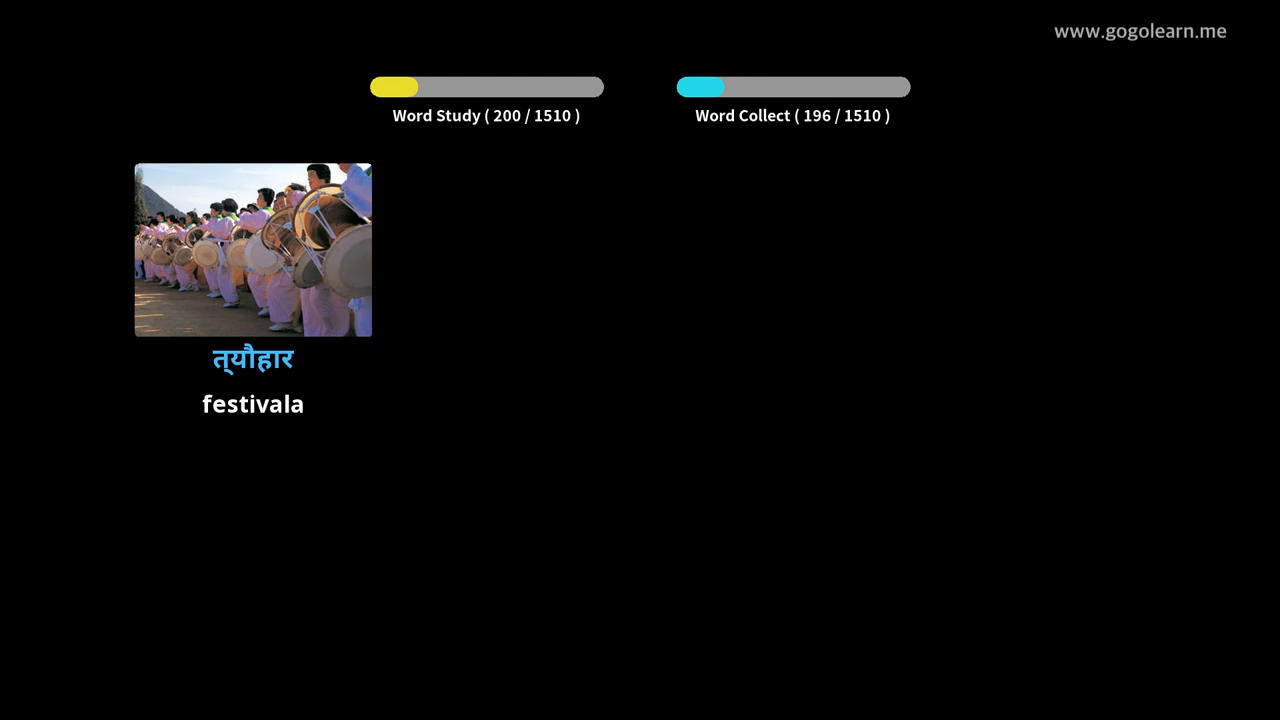 www.gogolearn.me
Word Study ( 200 / 1510 )
Word Collect ( 196 / 1510 )
त्यौहार
festivala